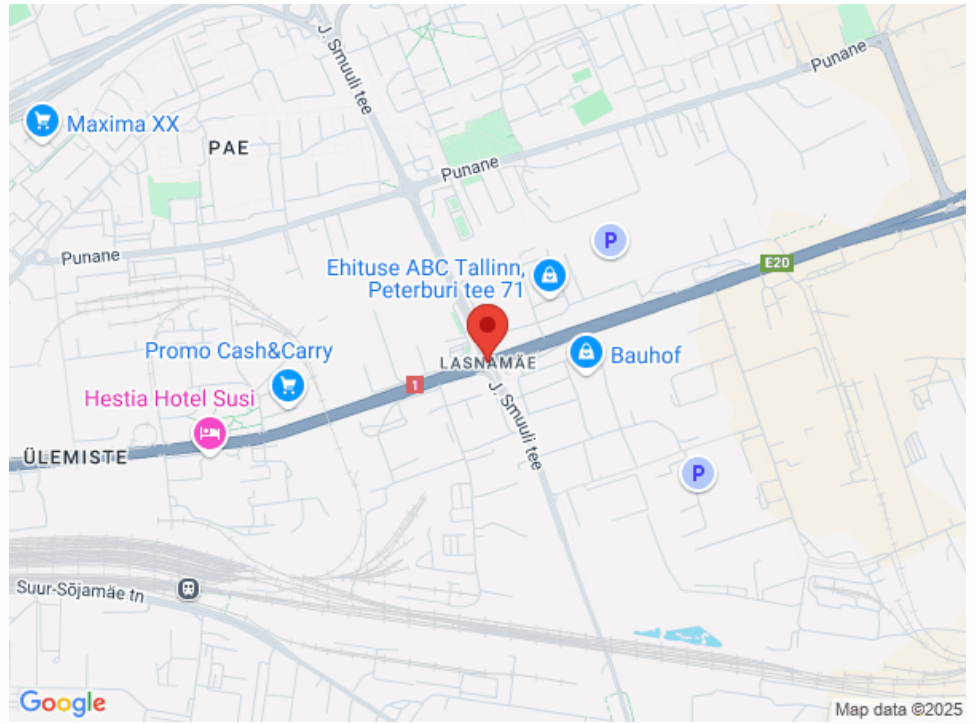 J. Smuuli tee
Punane
Maxima XX
PAE
Punane
Punane
P
E20
Ehituse ABC Tallinn,
Peterburi tee 71
Promo Cash&Carry
LASNAMÄE
Bauhof
1
Hestia Hotel Susi
J. Smuuli tee
ÜLEMISTE
P
Suur-Sõjamäe tn
Google
Map data ©2025